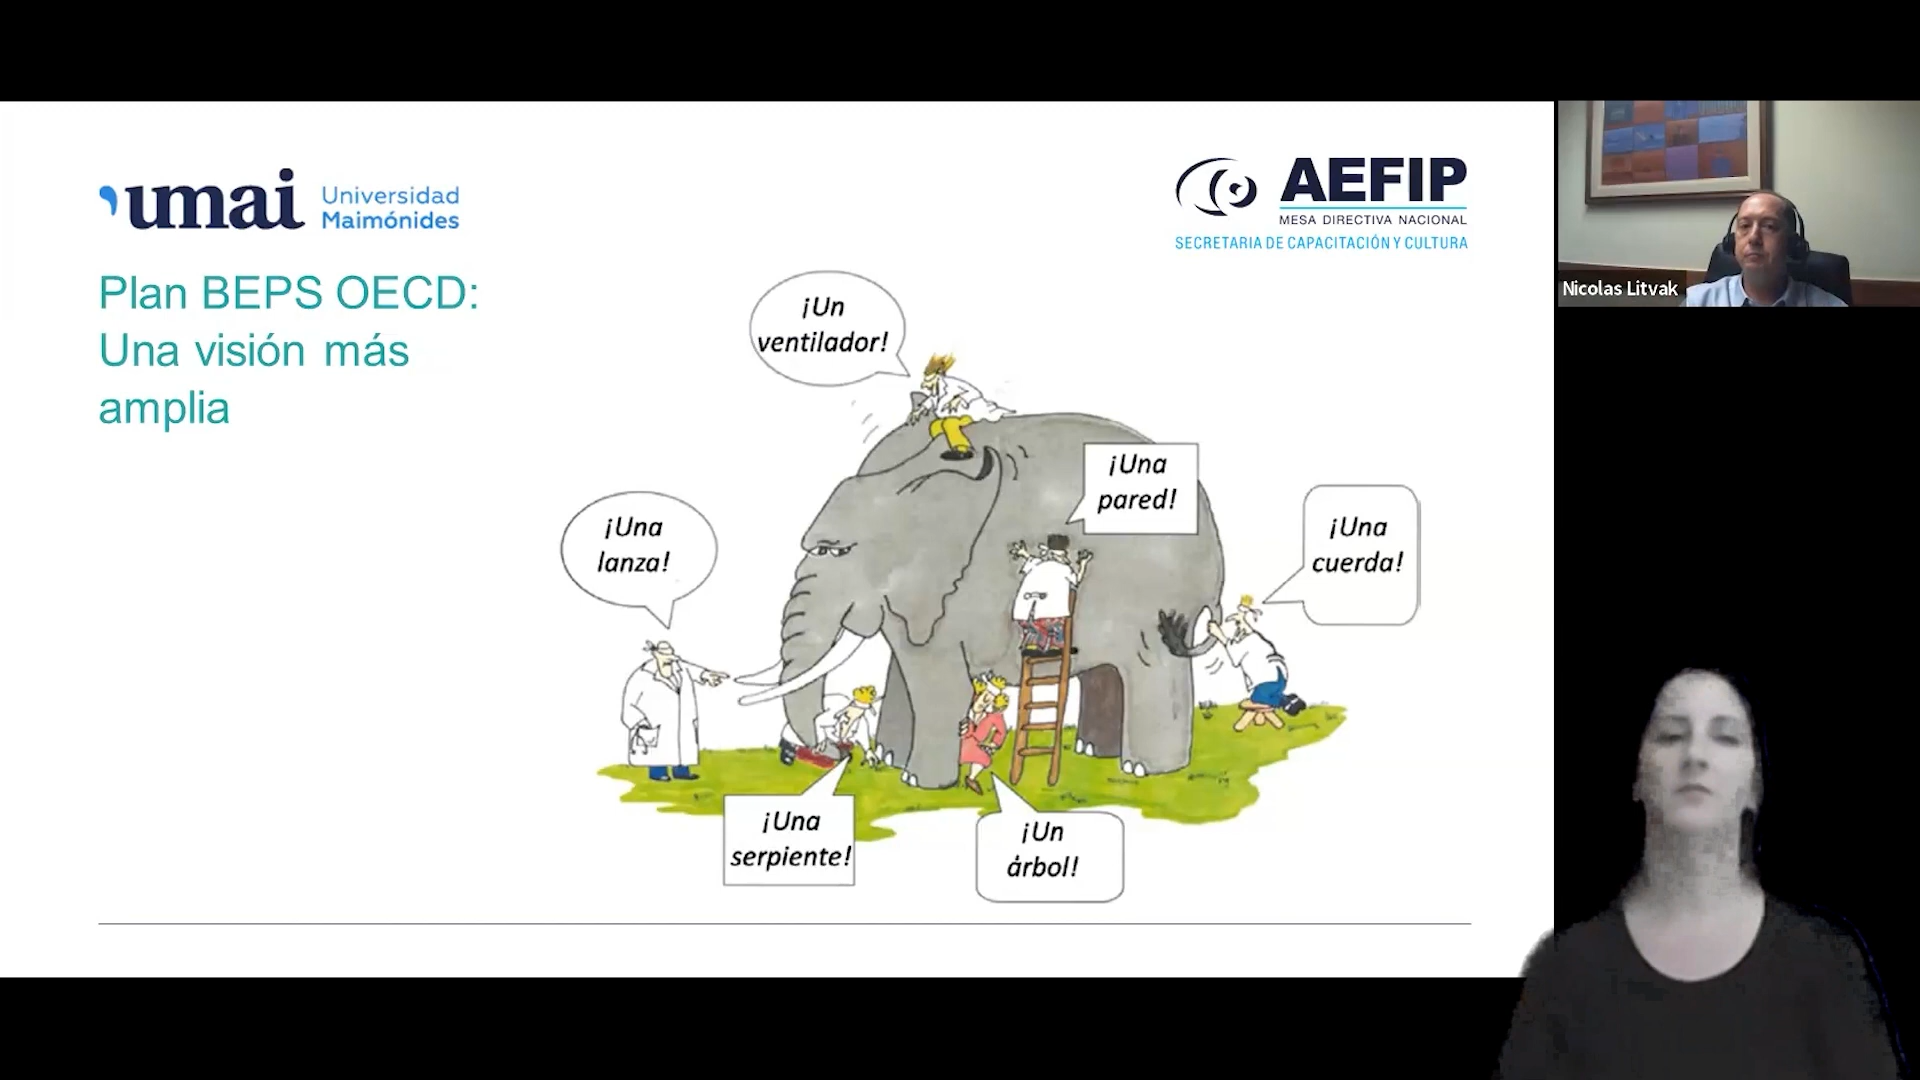 umai
Universidad
Maimónides
AEFIP
MESA DIRECTIVA NACIONAL
SECRETARIA DE CAPACITACIÓN Y CULTURA
Plan BEPS OECD:
Una visión más
amplia
¡Un
ventilador!
¡Una
pared!
¡Una
lanza!
¡Una
cuerda!
¡Una
serpiente!
¡Un
árbol!
Nicolas Litvak